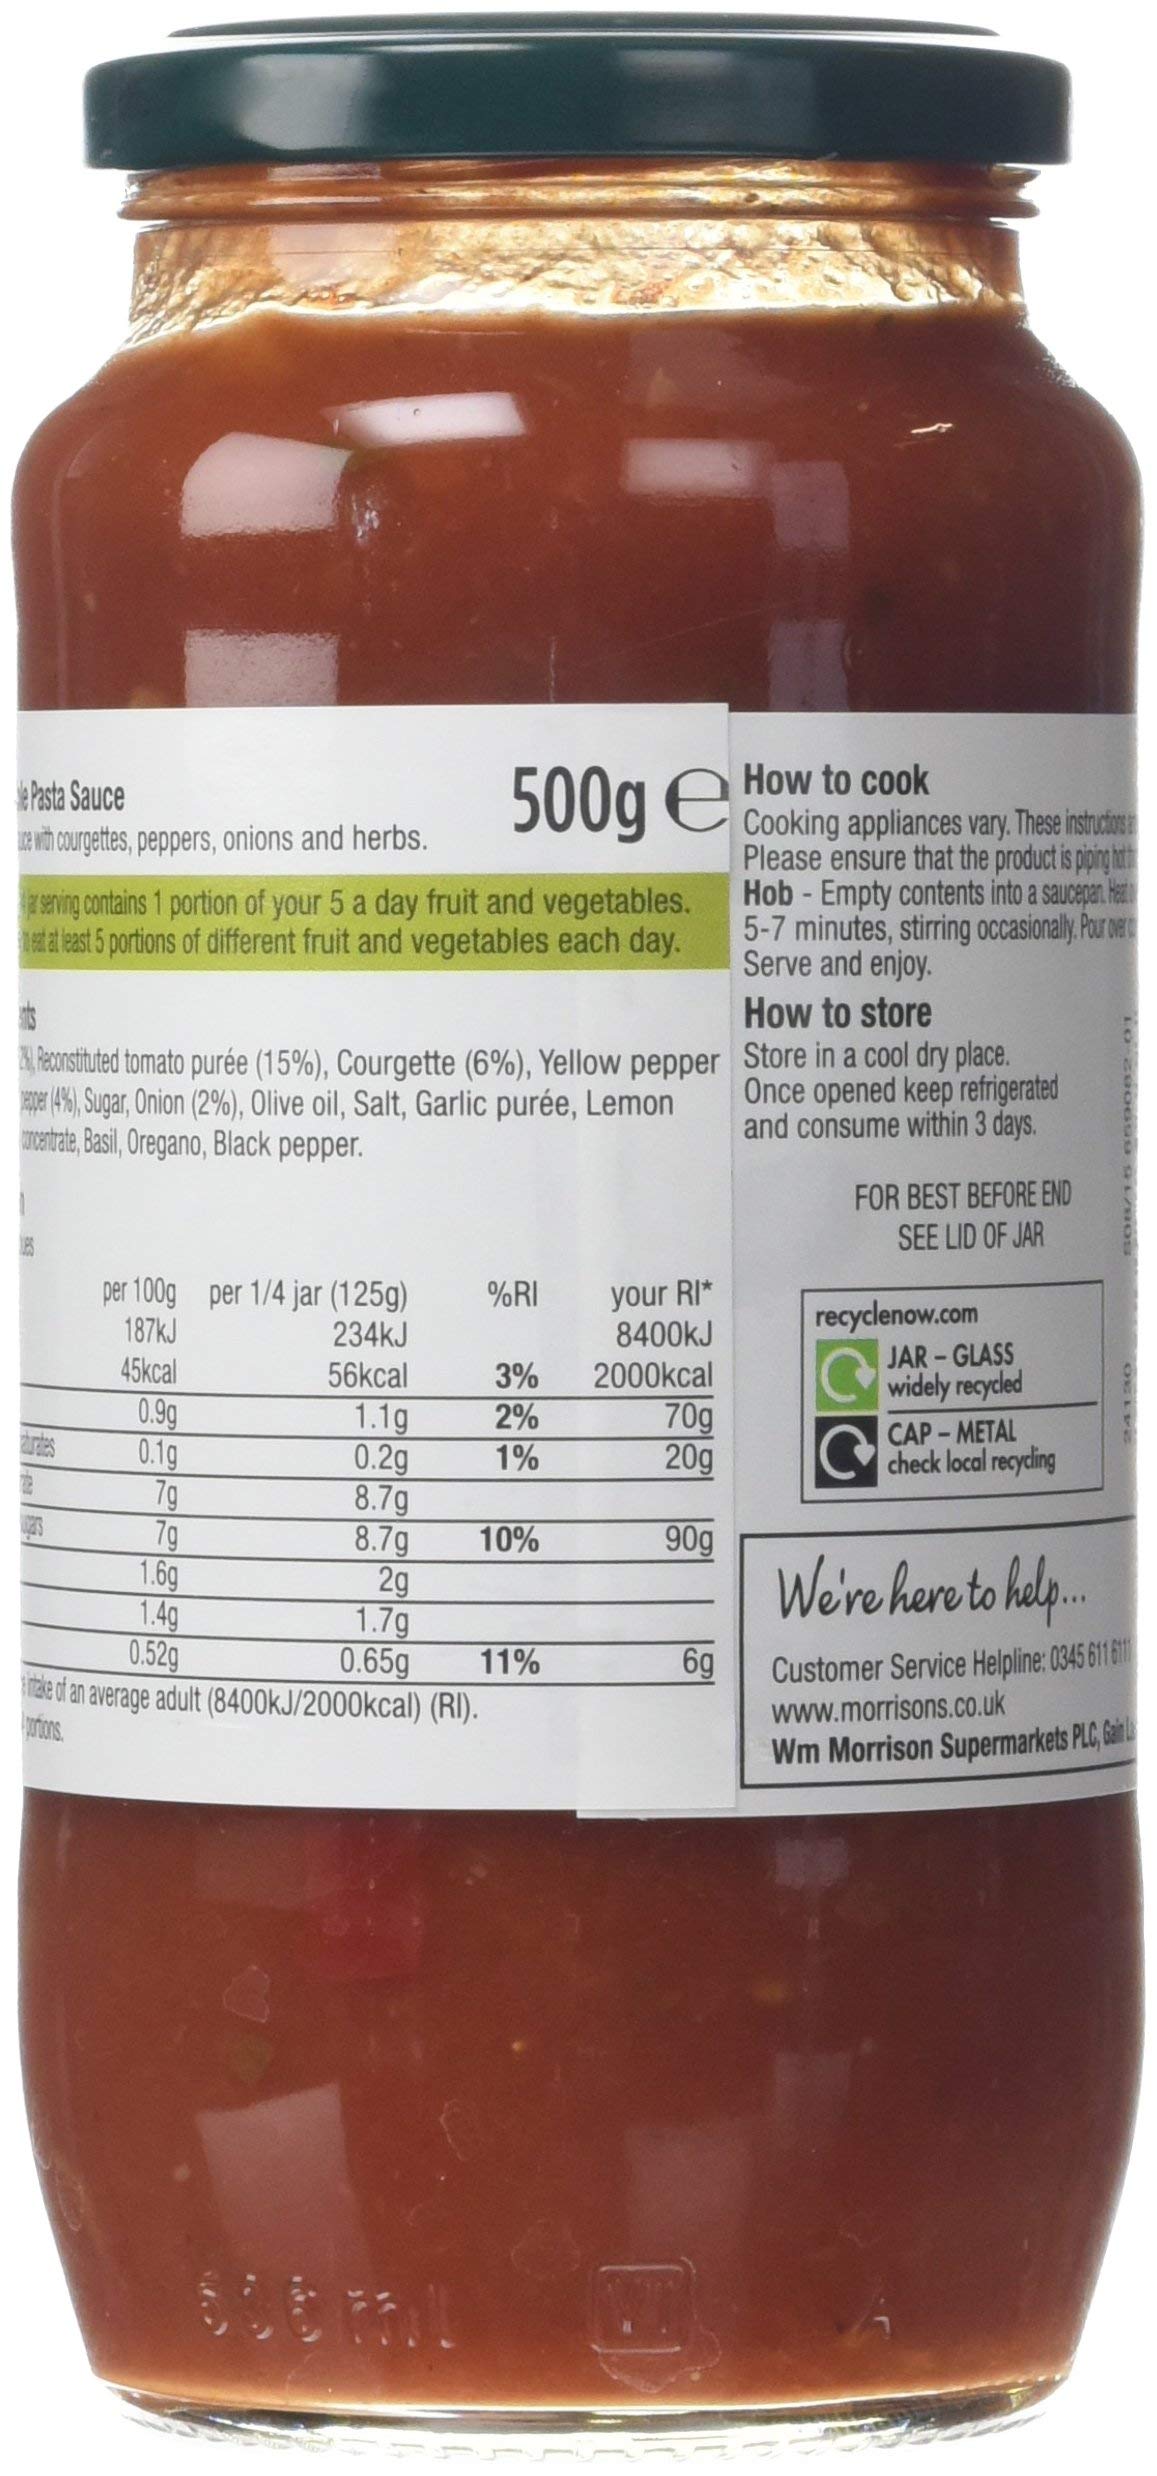 Pasta Sauce
with courgettes, peppers, onions and herbs.
500g e
jar serving contains 1 portion of your 5 a day fruit and vegetables.
eat at least 5 portions of different fruit and vegetables each day.
Reconstituted tomato purée (15%), Courgette (6%), Yellow pepper
pepper (4%), Sugar, Onion (2%), Olive oil, Salt, Garlic purée, Lemon
concentrate, Basil, Oregano, Black pepper.
per 100g per 1/4 jar (125g) %RI your RI*
187kJ 234kJ 8400kJ
45kcal 56kcal 3% 2000kcal
0.9g 1.1g 2% 70g
0.1g 0.2g 1% 20g
7g 8.7g
7g 8.7g 10% 90g
1.6g 2g
1.4g 1.7g
0.52g 0.65g 11% 6g
intake of an average adult (8400kJ/2000kcal) (RI).
portions.
How to cook
Cooking appliances vary. These instructions
Please ensure that the product is piping hot
Hob - Empty contents into a saucepan. Heat
5-7 minutes, stirring occasionally. Pour over
Serve and enjoy.
How to store
Store in a cool dry place.
Once opened keep refrigerated
and consume within 3 days.
FOR BEST BEFORE END
SEE LID OF JAR
recyclenow.com
JAR – GLASS
widely recycled
CAP – METAL
check local recycling
We're here to help...
Customer Service Helpline: 0345 611 6111
www.morrisons.co.uk
Wm Morrison Supermarkets PLC, Gain